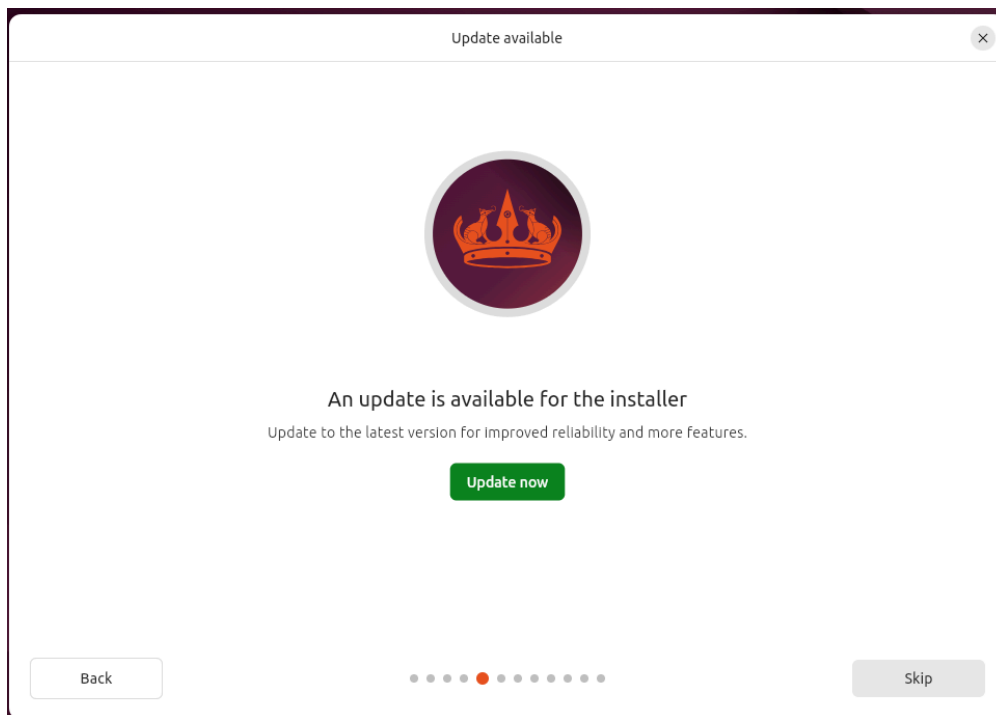 Update available
An update is available for the installer
Update to the latest version for improved reliability and more features.
Update now
Back
Skip